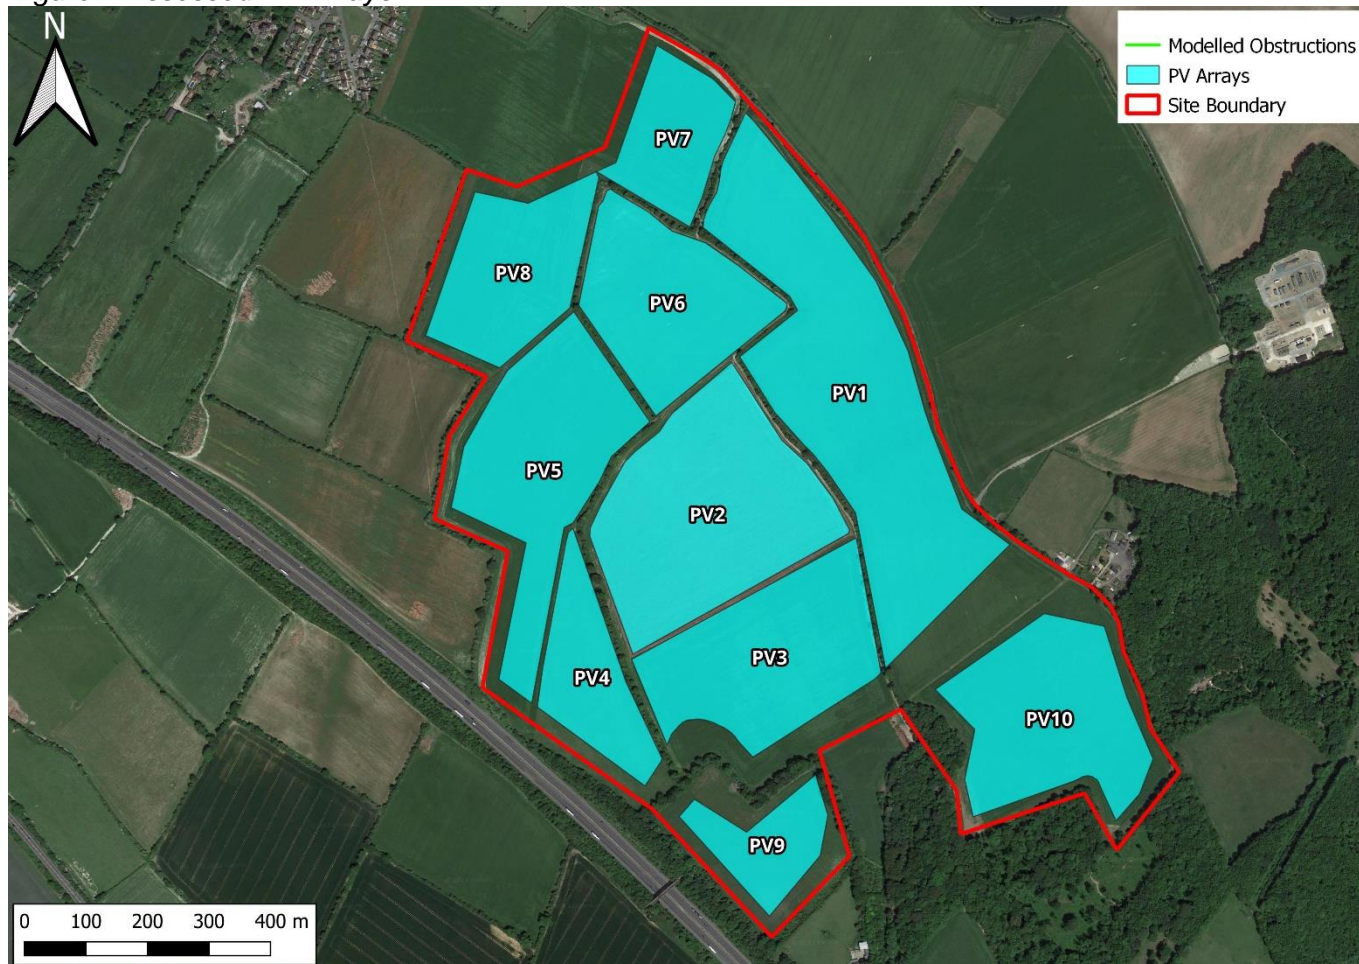 N
Modelled Obstructions
PV Arrays
Site Boundary
PV7
PV8
PV6
PV1
PV5
PV2
PV3
PV4
PV10
PV9
0 100 200 300 400 m